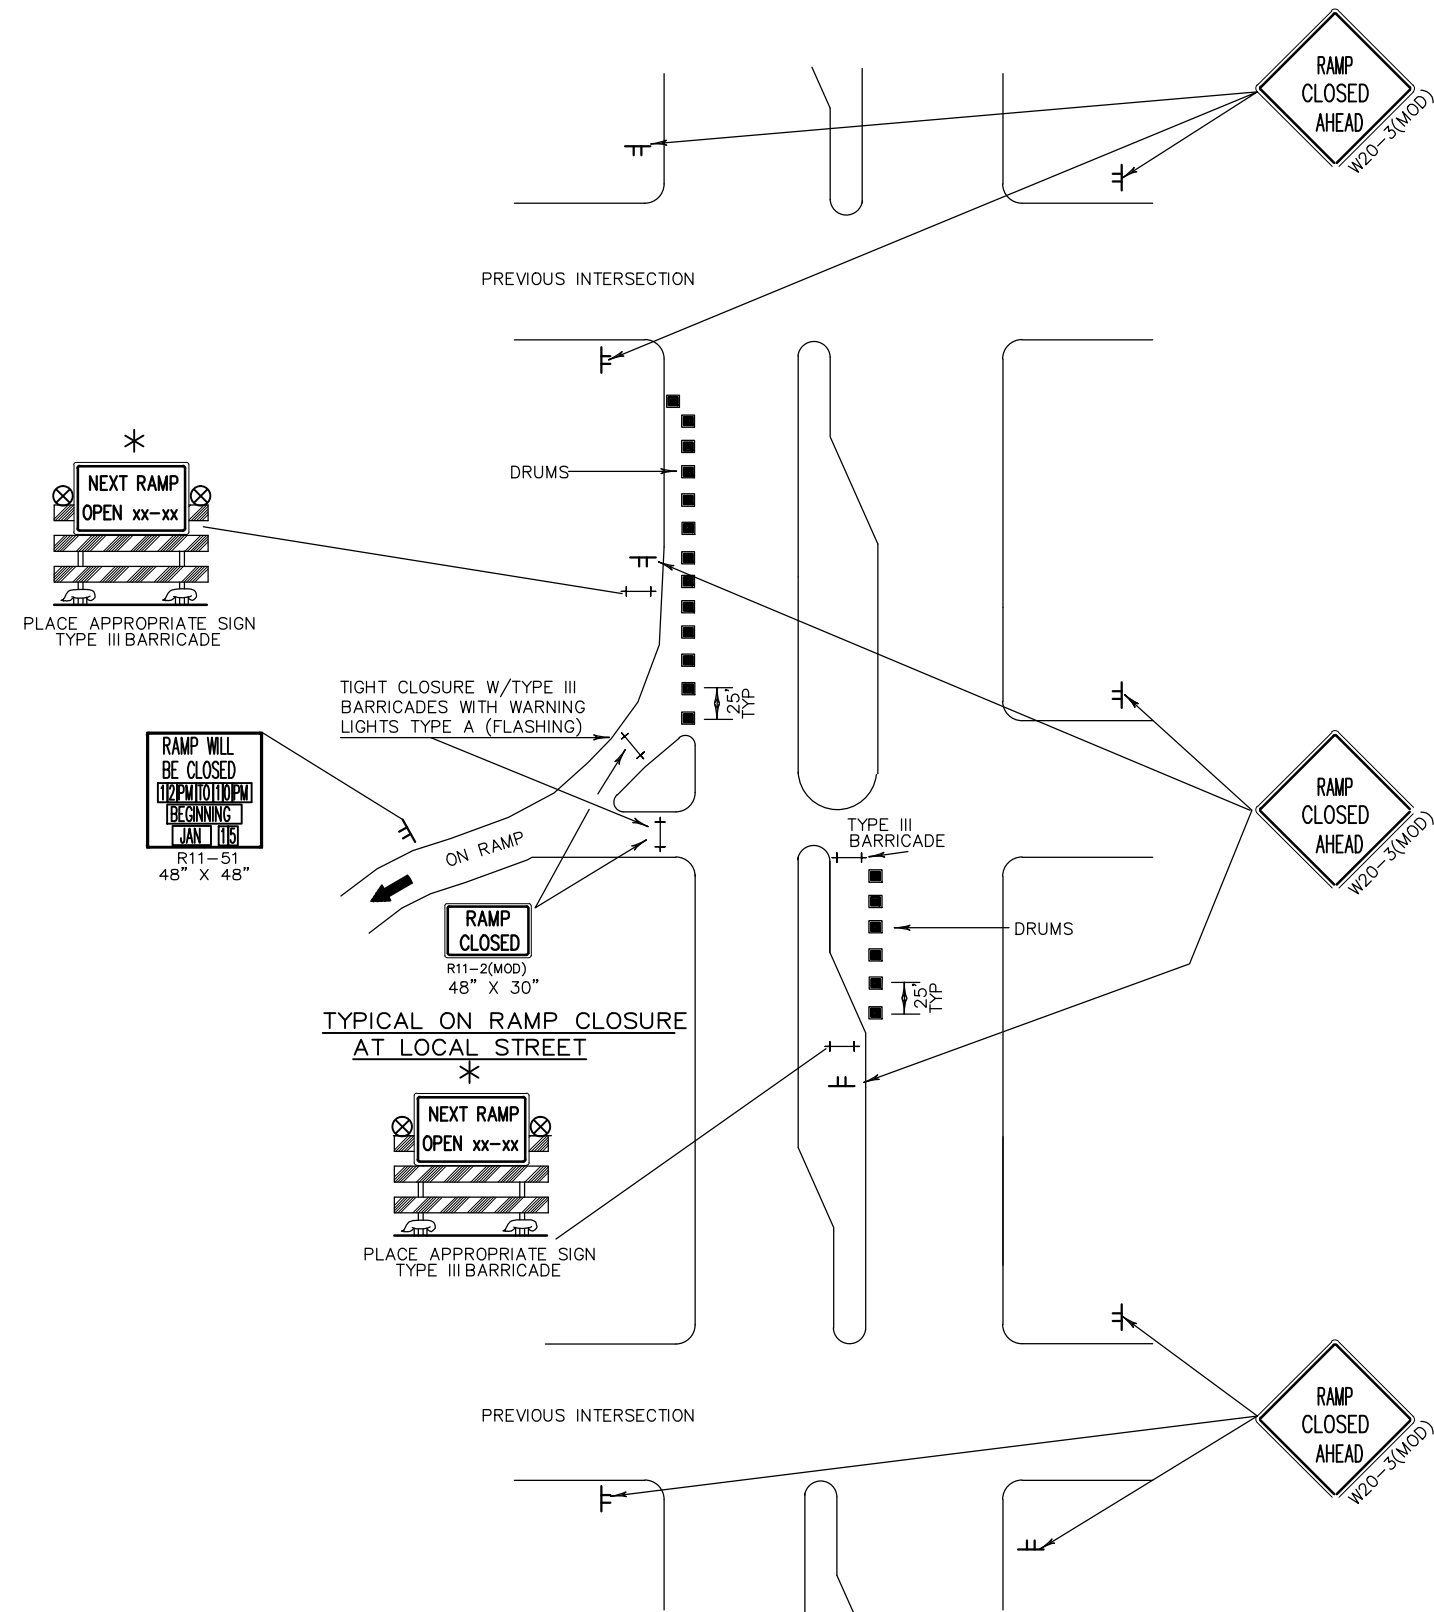 RAMP
CLOSED
AHEAD
W20-3(MOD)
PREVIOUS INTERSECTION
*
NEXT RAMP
OPEN xx-xx
PLACE APPROPRIATE SIGN
TYPE III BARRICADE
DRUMS
TIGHT CLOSURE W/TYPE III
BARRICADES WITH WARNING
LIGHTS TYPE A (FLASHING)
25'
TYP
RAMP WILL
BE CLOSED
12PM TO 10PM
BEGINNING
JAN 15
R11-51
48" X 48"
ON RAMP
RAMP
CLOSED
R11-2(MOD)
48" X 30"
TYPE III
BARRICADE
RAMP
CLOSED
AHEAD
W20-3(MOD)
DRUMS
25'
TYP
TYPICAL ON RAMP CLOSURE
AT LOCAL STREET
*
NEXT RAMP
OPEN xx-xx
PLACE APPROPRIATE SIGN
TYPE III BARRICADE
PREVIOUS INTERSECTION
RAMP
CLOSED
AHEAD
W20-3(MOD)